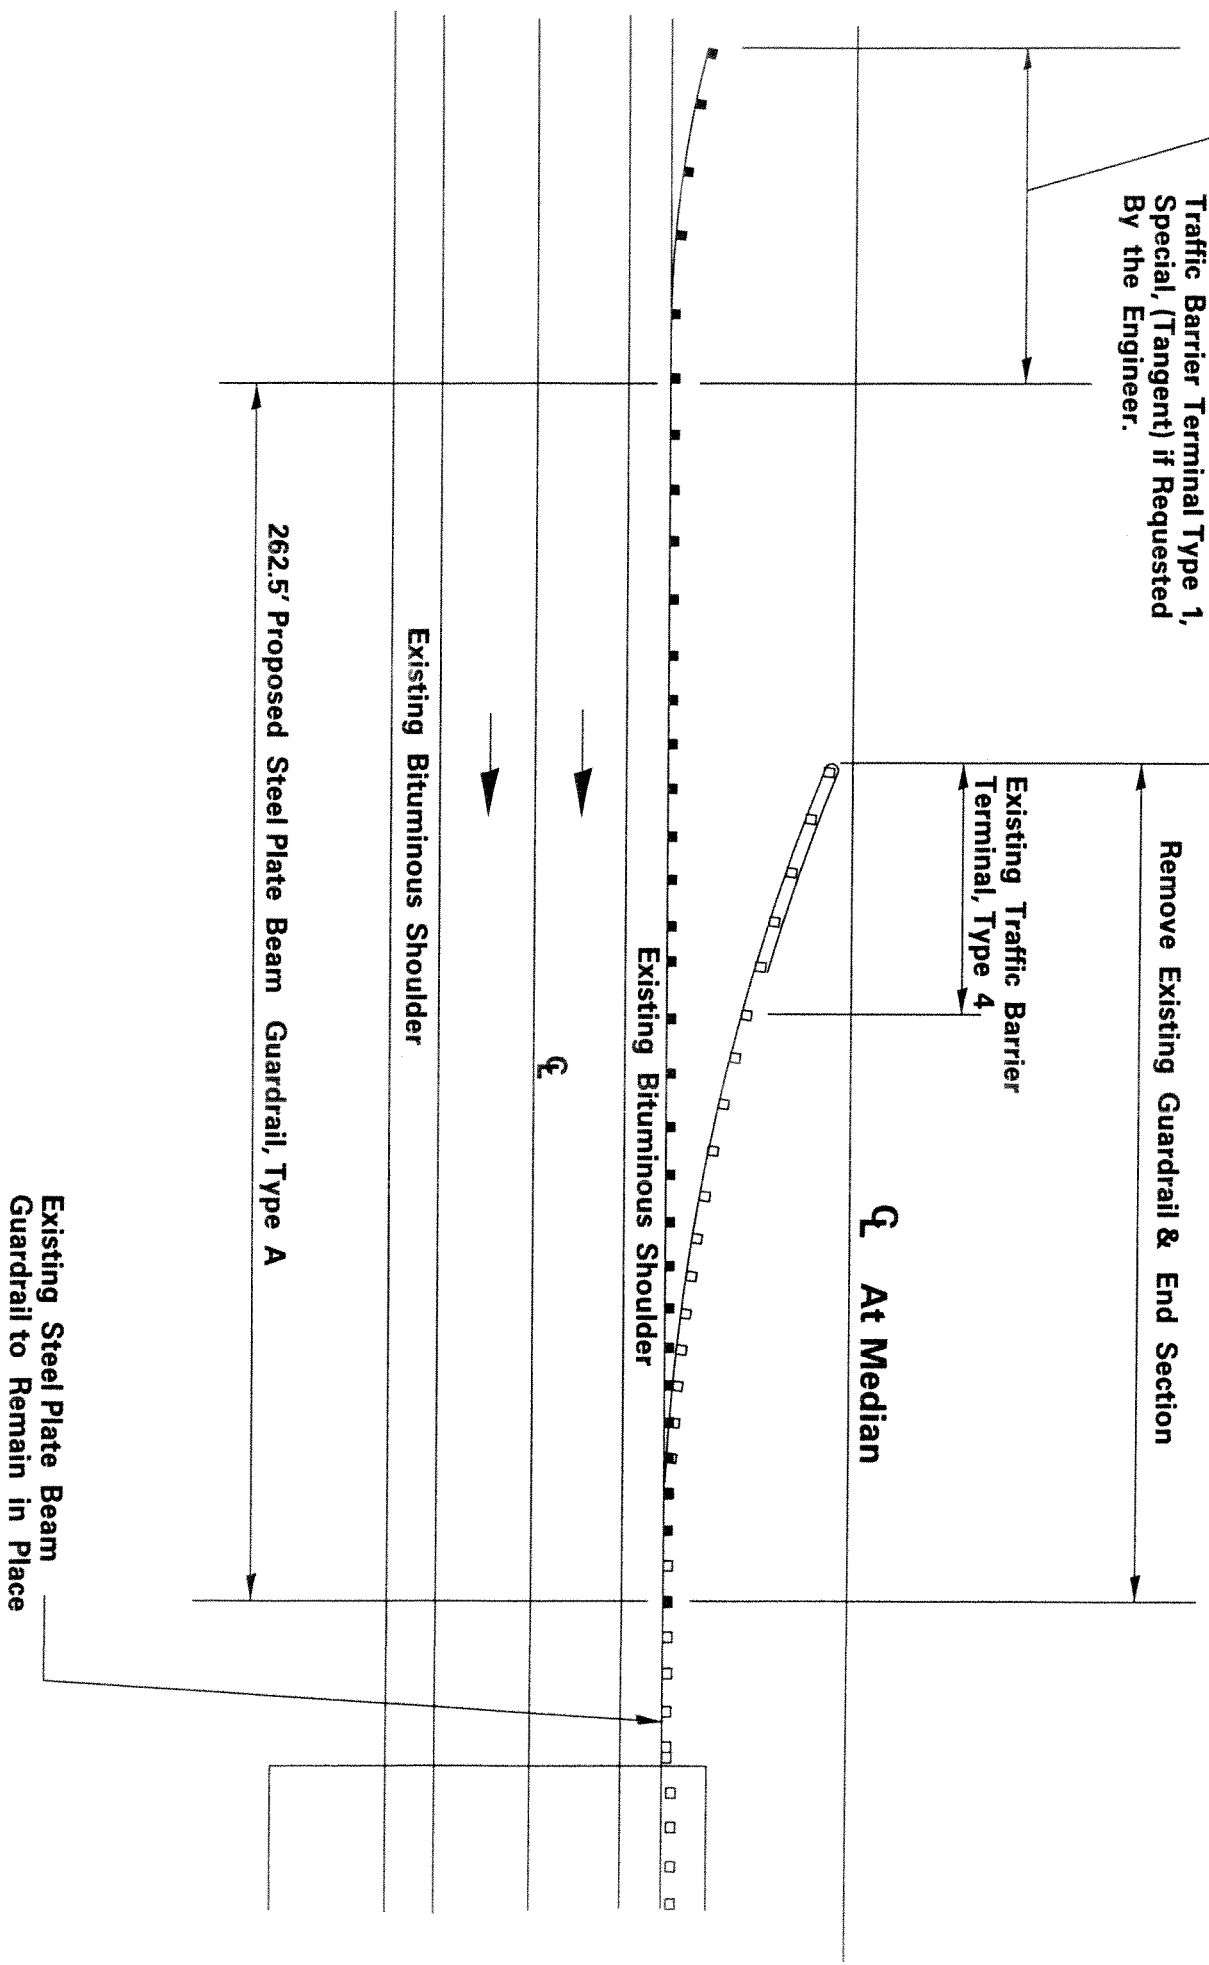 Traffic Barrier Terminal Type 1,
Special, (Tangent) if Requested
By the Engineer.
Remove Existing Guardrail & End Section
Existing Traffic Barrier
Terminal, Type 4
℄ At Median
Existing Bituminous Shoulder
℄
Existing Bituminous Shoulder
262.5' Proposed Steel Plate Beam Guardrail, Type A
Existing Steel Plate Beam
Guardrail to Remain in Place